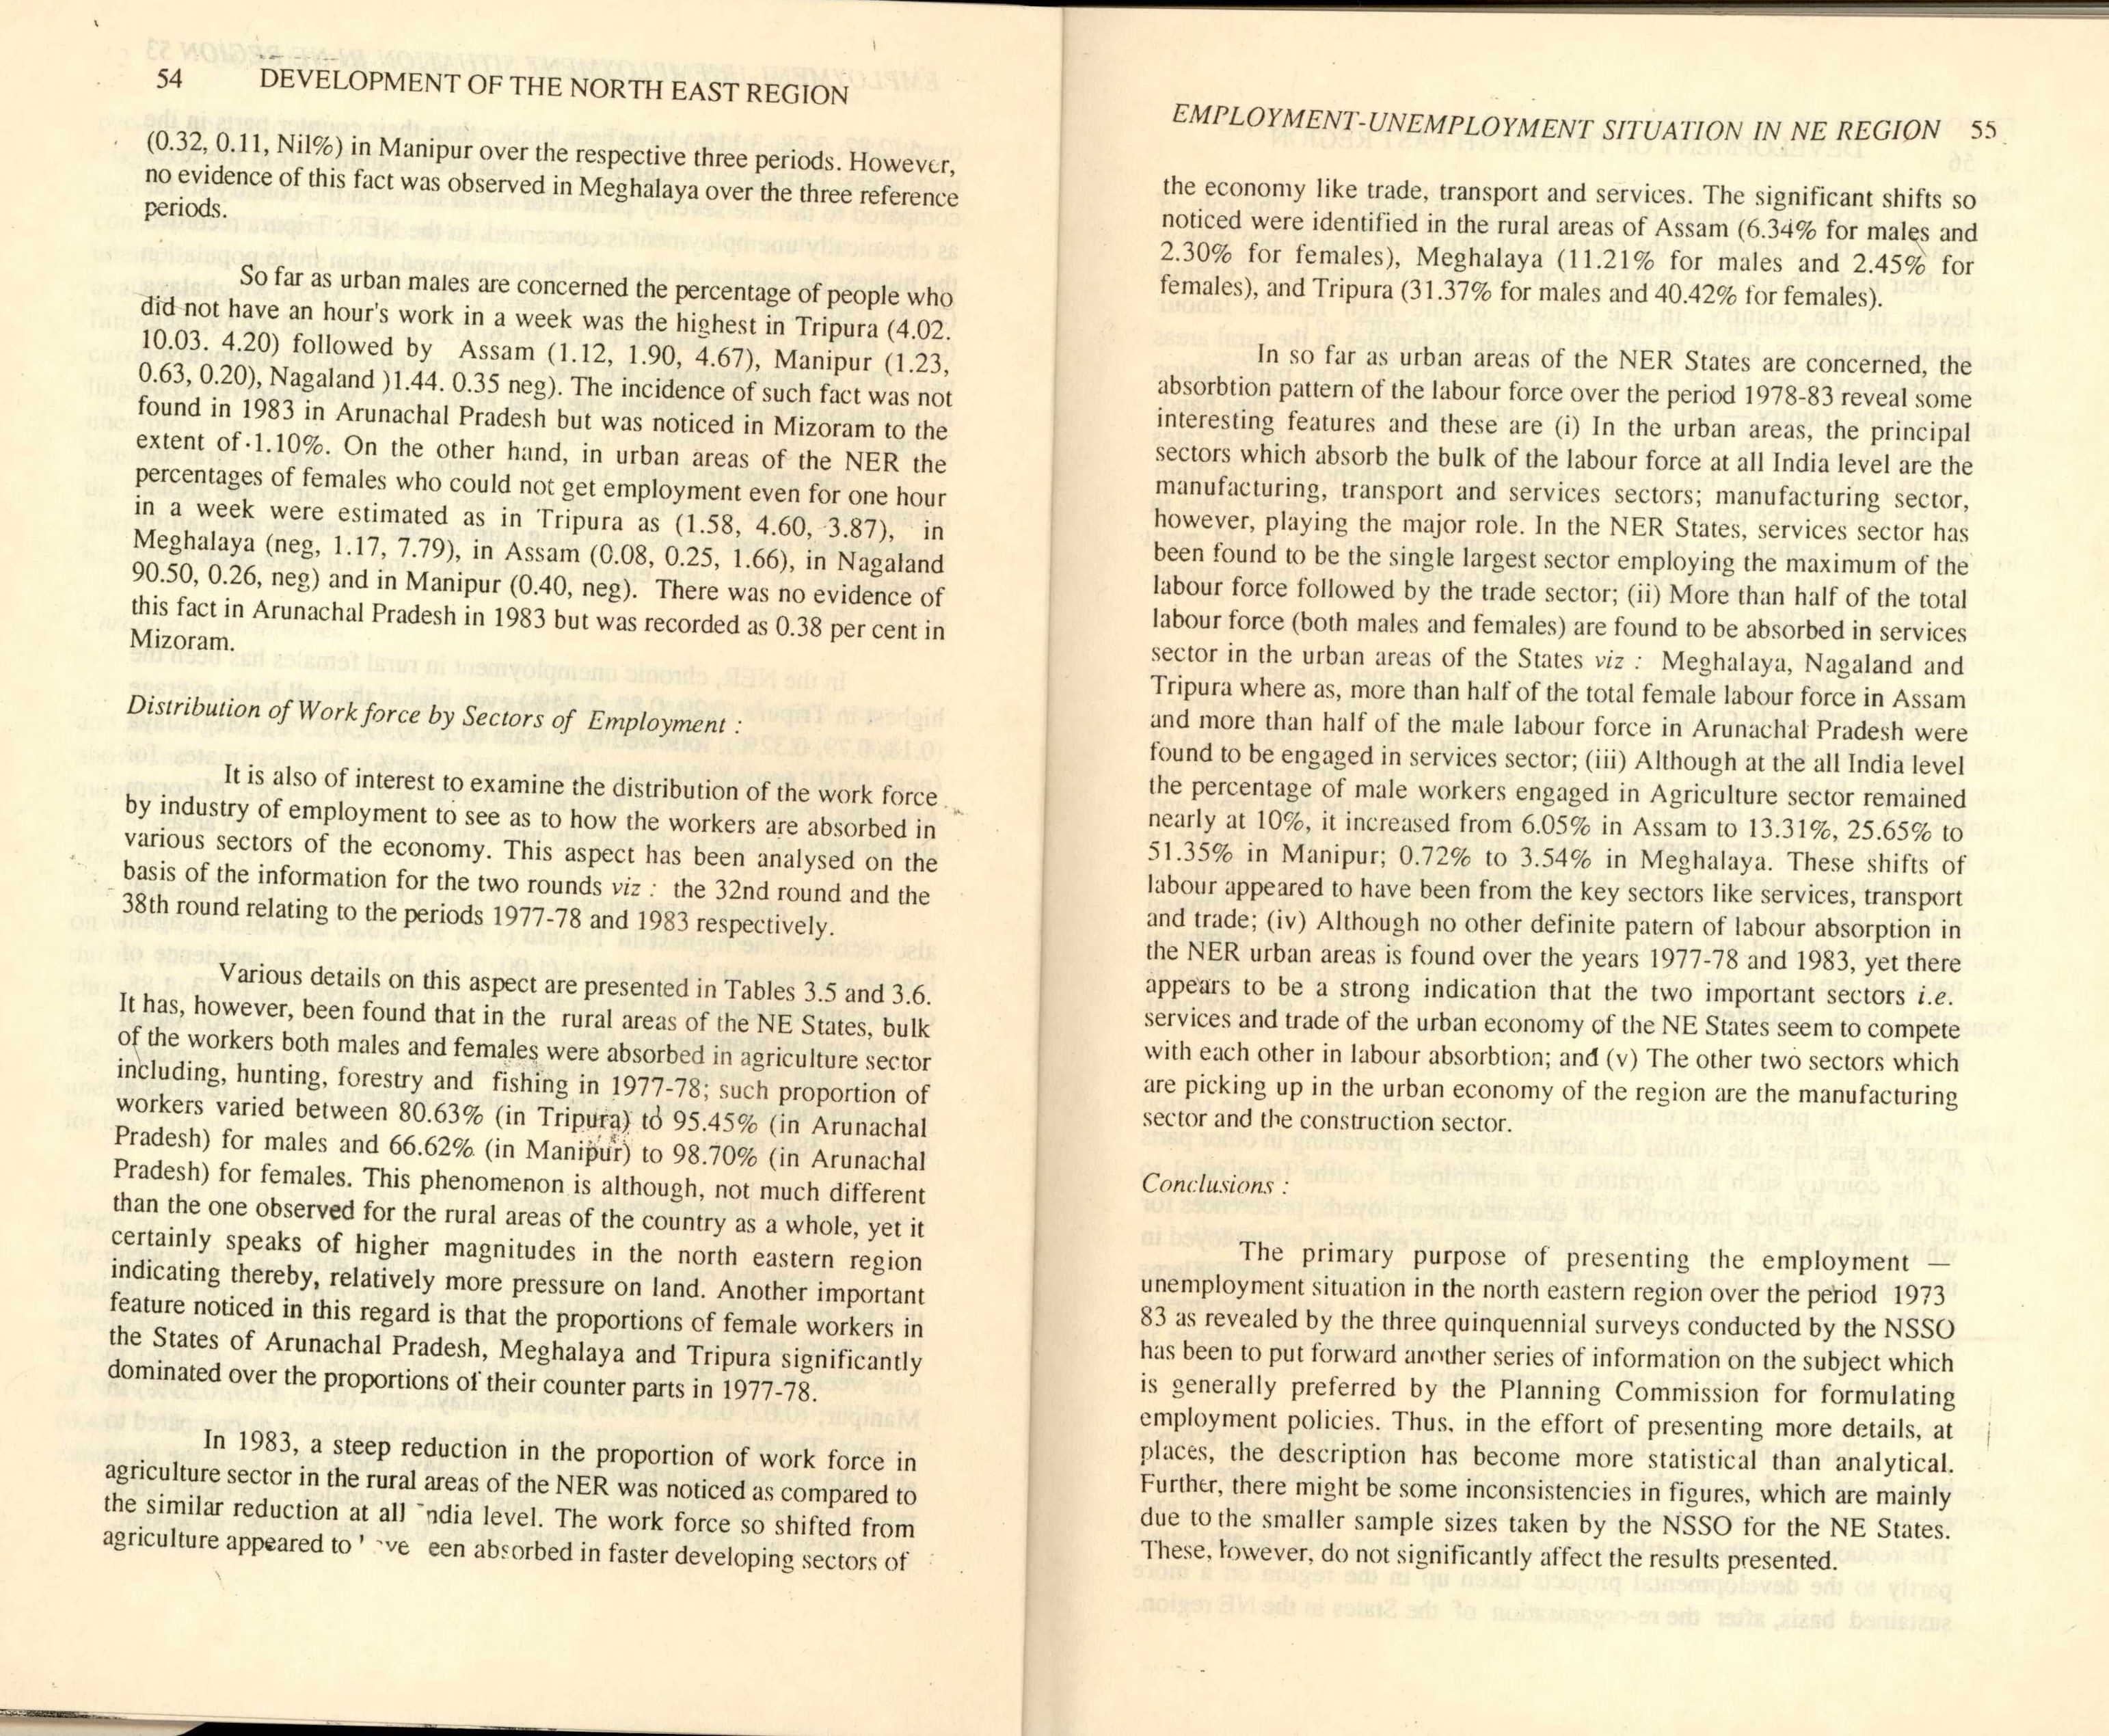 54 DEVELOPMENT OF THE NORTH EAST REGION
(0.32, 0.11, Nil%) in Manipur over the respective three periods. However,
no evidence of this fact was observed in Meghalaya over the three reference
periods.
So far as urban males are concerned the percentage of people who
did not have an hour's work in a week was the highest in Tripura (4.02.
10.03. 4.20) followed by Assam (1.12, 1.90, 4.67), Manipur (1.23,
0.63, 0.20), Nagaland )1.44. 0.35 neg). The incidence of such fact was not
found in 1983 in Arunachal Pradesh but was noticed in Mizoram to the
extent of 1.10%. On the other hand, in urban areas of the NER the
percentages of females who could not get employment even for one hour
in a week were estimated as in Tripura as (1.58, 4.60, 3.87), in
Meghalaya (neg, 1.17, 7.79), in Assam (0.08, 0.25, 1.66), in Nagaland
90.50, 0.26, neg) and in Manipur (0.40, neg). There was no evidence of
this fact in Arunachal Pradesh in 1983 but was recorded as 0.38 per cent in
Mizoram.
Distribution of Work force by Sectors of Employment :
It is also of interest to examine the distribution of the work force
by industry of employment to see as to how the workers are absorbed in
various sectors of the economy. This aspect has been analysed on the
basis of the information for the two rounds viz : the 32nd round and the
38th round relating to the periods 1977-78 and 1983 respectively.
Various details on this aspect are presented in Tables 3.5 and 3.6.
It has, however, been found that in the rural areas of the NE States, bulk
of the workers both males and females were absorbed in agriculture sector
including, hunting, forestry and fishing in 1977-78; such proportion of
workers varied between 80.63% (in Tripura) to 95.45% (in Arunachal
Pradesh) for males and 66.62% (in Manipur) to 98.70% (in Arunachal
Pradesh) for females. This phenomenon is although, not much different
than the one observed for the rural areas of the country as a whole, yet it
certainly speaks of higher magnitudes in the north eastern region
indicating thereby, relatively more pressure on land. Another important
feature noticed in this regard is that the proportions of female workers in
the States of Arunachal Pradesh, Meghalaya and Tripura significantly
dominated over the proportions of their counter parts in 1977-78.
In 1983, a steep reduction in the proportion of work force in
agriculture sector in the rural areas of the NER was noticed as compared to
the similar reduction at all ndia level. The work force so shifted from
agriculture appeared to ve een absorbed in faster developing sectors of
EMPLOYMENT-UNEMPLOYMENT SITUATION IN NE REGION 55
the economy like trade, transport and services. The significant shifts so
noticed were identified in the rural areas of Assam (6.34% for males and
2.30% for females), Meghalaya (11.21% for males and 2.45% for
females), and Tripura (31.37% for males and 40.42% for females).
In so far as urban areas of the NER States are concerned, the
absorbtion pattern of the labour force over the period 1978-83 reveal some
interesting features and these are (i) In the urban areas, the principal
sectors which absorb the bulk of the labour force at all India level are the
manufacturing, transport and services sectors; manufacturing sector,
however, playing the major role. In the NER States, services sector has
been found to be the single largest sector employing the maximum of the
labour force followed by the trade sector; (ii) More than half of the total
labour force (both males and females) are found to be absorbed in services
sector in the urban areas of the States viz : Meghalaya, Nagaland and
Tripura where as, more than half of the total female labour force in Assam
and more than half of the male labour force in Arunachal Pradesh were
found to be engaged in services sector; (iii) Although at the all India level
the percentage of male workers engaged in Agriculture sector remained
nearly at 10%, it increased from 6.05% in Assam to 13.31%, 25.65% to
51.35% in Manipur; 0.72% to 3.54% in Meghalaya. These shifts of
labour appeared to have been from the key sectors like services, transport
and trade; (iv) Although no other definite patern of labour absorption in
the NER urban areas is found over the years 1977-78 and 1983, yet there
appears to be a strong indication that the two important sectors i.e.
services and trade of the urban economy of the NE States seem to compete
with each other in labour absorbtion; and (v) The other two sectors which
are picking up in the urban economy of the region are the manufacturing
sector and the construction sector.
Conclusions :
The primary purpose of presenting the employment —
unemployment situation in the north eastern region over the period 1973
83 as revealed by the three quinquennial surveys conducted by the NSSO
has been to put forward another series of information on the subject which
is generally preferred by the Planning Commission for formulating
employment policies. Thus, in the effort of presenting more details, at
places, the description has become more statistical than analytical.
Further, there might be some inconsistencies in figures, which are mainly
due to the smaller sample sizes taken by the NSSO for the NE States.
These, however, do not significantly affect the results presented.